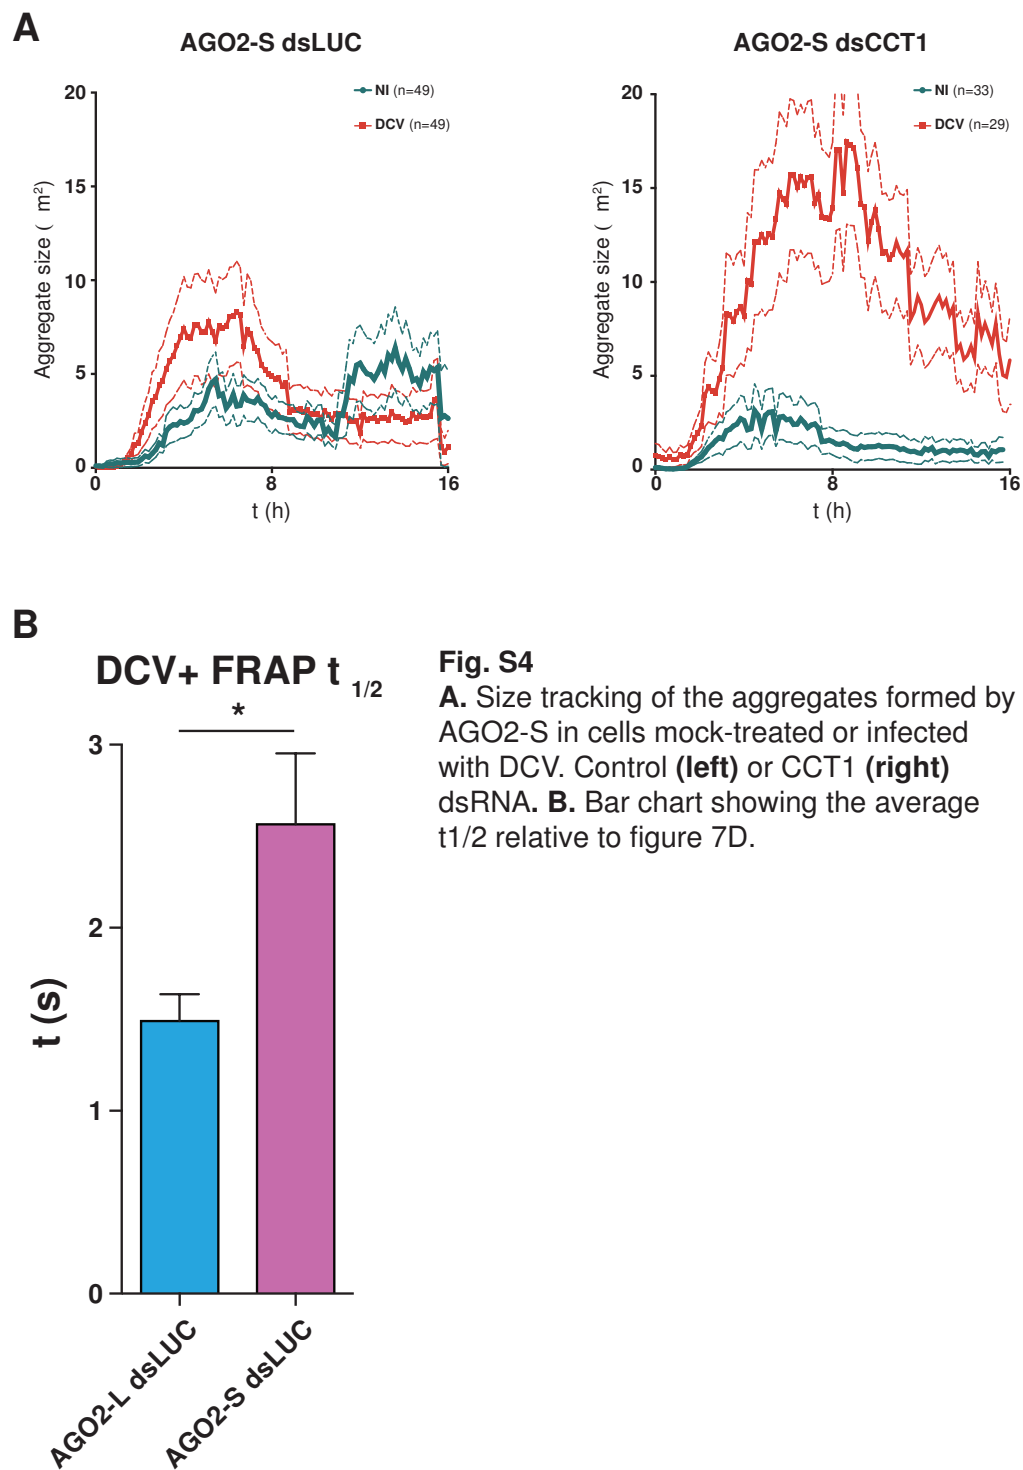 A
AGO2-S dsLUC
AGO2-S dsCCT1
NI (n=49)
DCV (n=49)
20
15
10
5
0
0
8
16
Aggregate size ( m²)
t (h)
NI (n=33)
DCV (n=29)
20
15
10
5
0
0
8
16
Aggregate size ( m²)
t (h)
B
DCV+ FRAP t 1/2
*
3
2
1
0
t (s)
AGO2-L dsLUC
AGO2-S dsLUC
Fig. S4
A. Size tracking of the aggregates formed by
AGO2-S in cells mock-treated or infected
with DCV. Control (left) or CCT1 (right)
dsRNA. B. Bar chart showing the average
t1/2 relative to figure 7D.